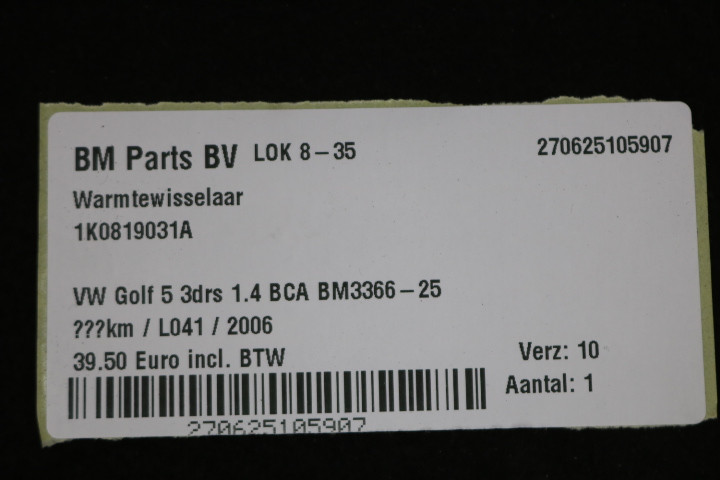 BM Parts BV LOK 8-35 270625105907
Warmtewisselaar
1K0819031A
VW Golf 5 3drs 1.4 BCA BM3366-25
???km / L041 / 2006
39.50 Euro incl. BTW Verz: 10
Aantal: 1
270625105907